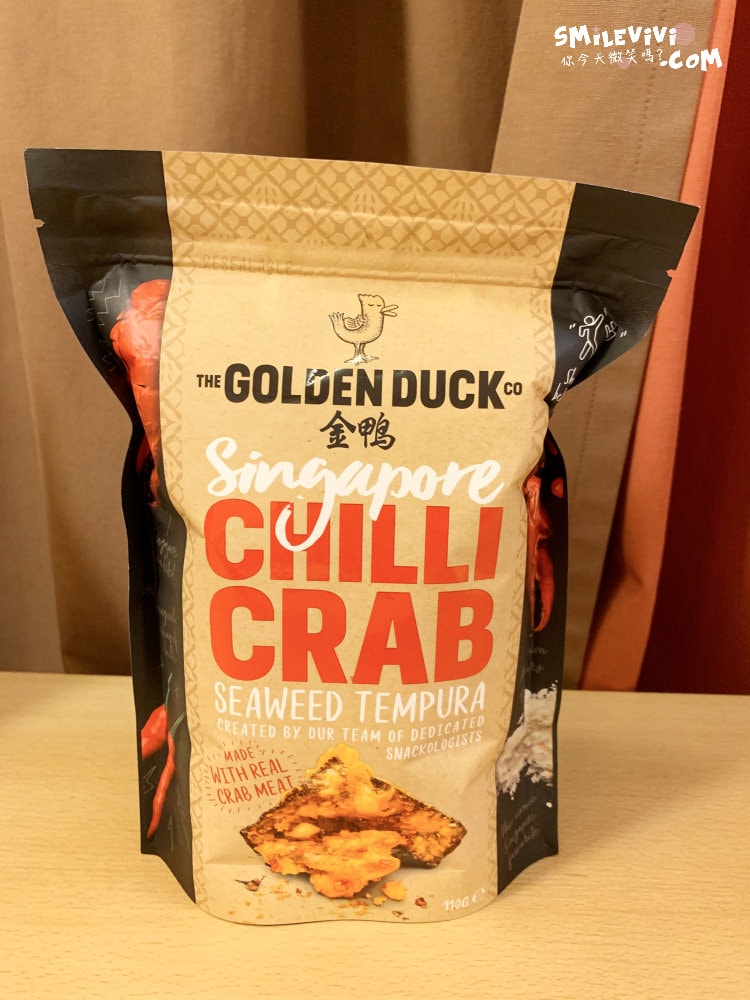 SMiLEViVi
你今天微笑嗎?
.COM
RESEALABLE
THE GOLDEN DUCK CO
金鴨
Singapore
CHILLI
CRAB
SEAWEED TEMPURA
CREATED BY OUR TEAM OF DEDICATED
SNACKOLOGISTS
MADE
WITH REAL
CRAB MEAT
110G ℮